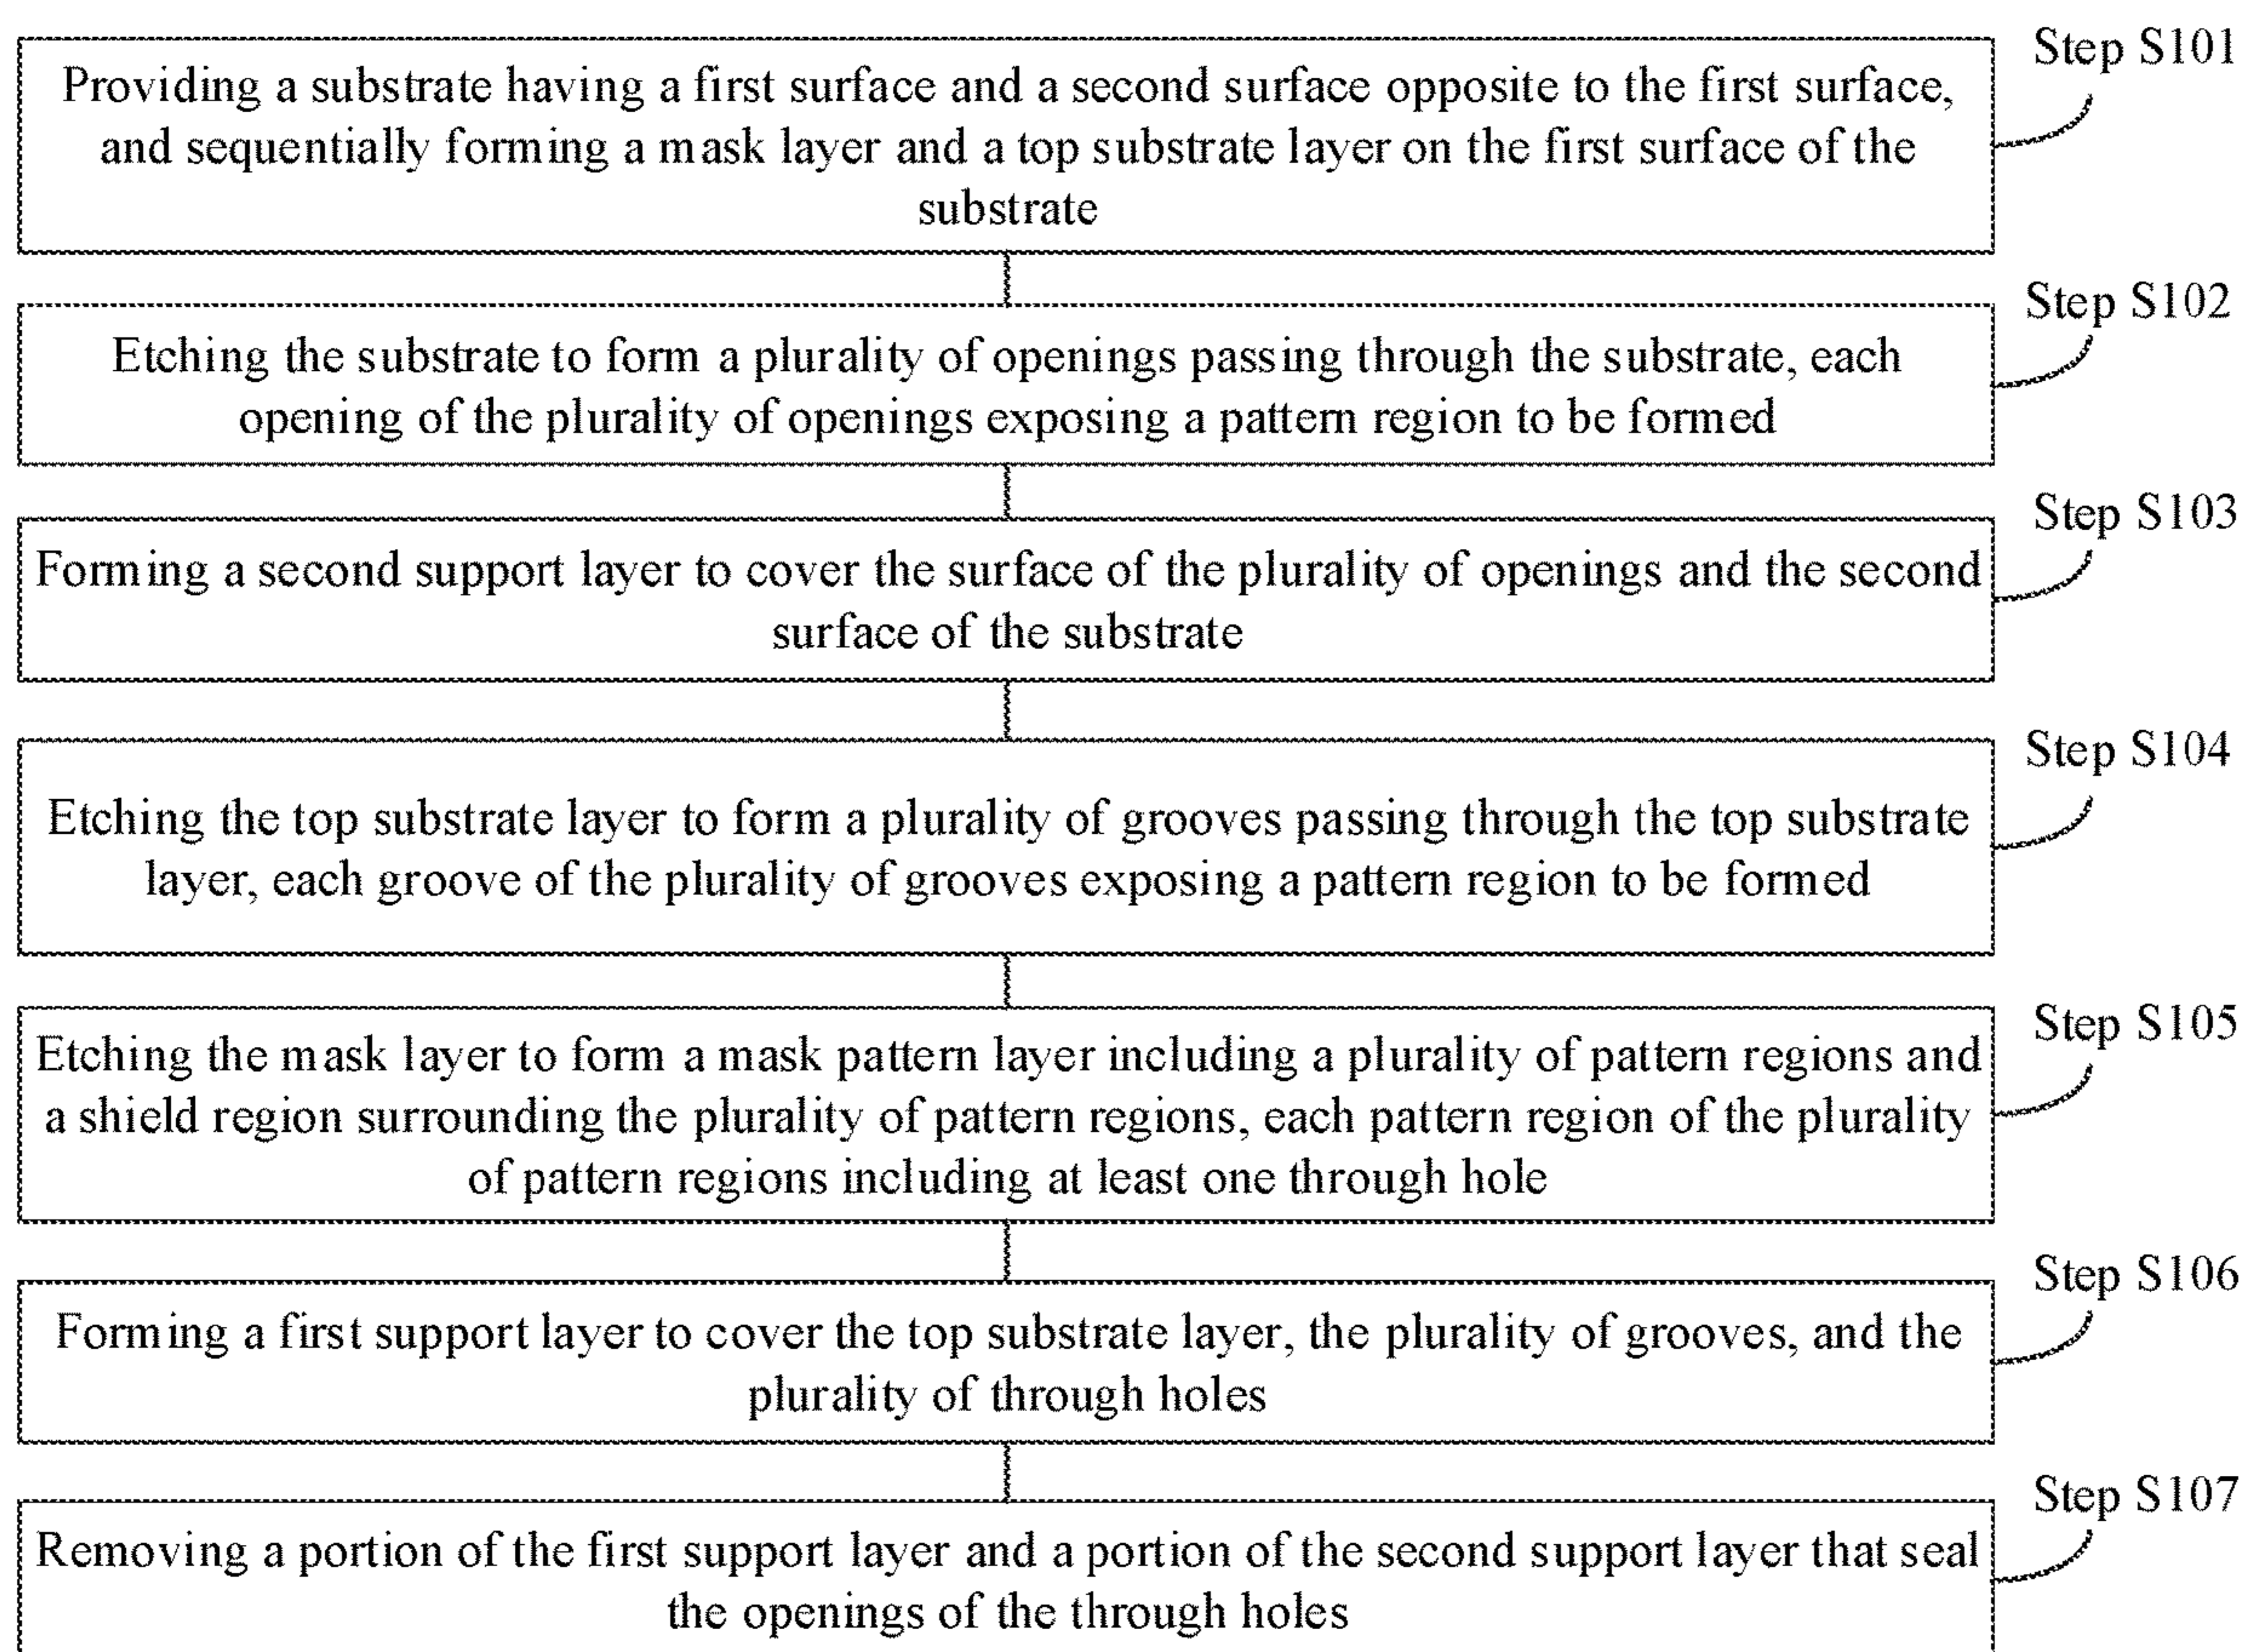 Step S101
Providing a substrate having a first surface and a second surface opposite to the first surface,
and sequentially forming a mask layer and a top substrate layer on the first surface of the
substrate
Step S102
Etching the substrate to form a plurality of openings passing through the substrate, each
opening of the plurality of openings exposing a pattern region to be formed
Step S103
Forming a second support layer to cover the surface of the plurality of openings and the second
surface of the substrate
Step S104
Etching the top substrate layer to form a plurality of grooves passing through the top substrate
layer, each groove of the plurality of grooves exposing a pattern region to be formed
Step S105
Etching the mask layer to form a mask pattern layer including a plurality of pattern regions and
a shield region surrounding the plurality of pattern regions, each pattern region of the plurality
of pattern regions including at least one through hole
Step S106
Forming a first support layer to cover the top substrate layer, the plurality of grooves, and the
plurality of through holes
Step S107
Removing a portion of the first support layer and a portion of the second support layer that seal
the openings of the through holes